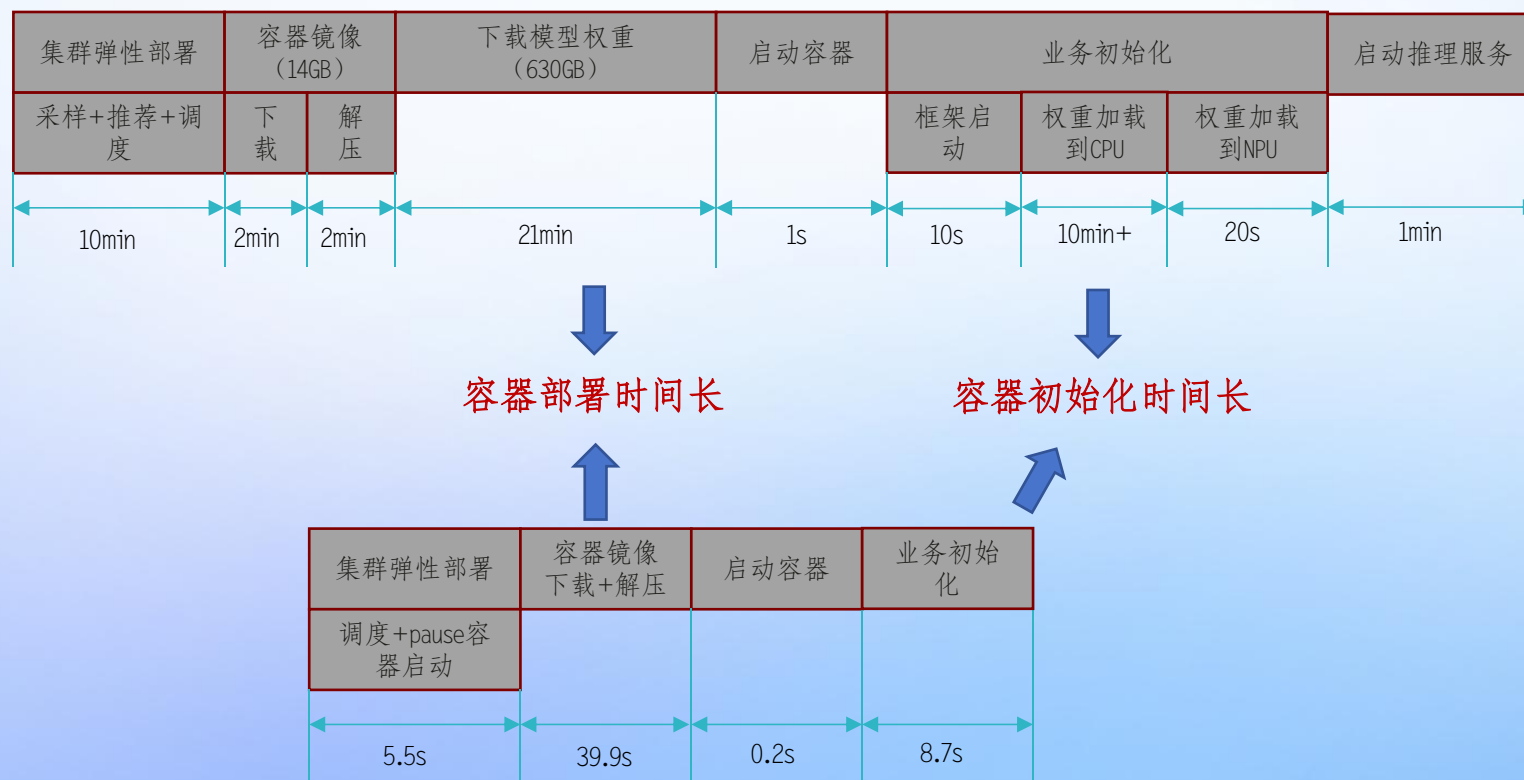 集群弹性部署
容器镜像
（14GB）
下载模型权重
（630GB）
启动容器
业务初始化
启动推理服务
采样+推荐+调
度
下
载
解
压
框架启
动
权重加载
到CPU
权重加载
到NPU
10min
2min
2min
21min
1s
10s
10min+
20s
1min
容器部署时间长
容器初始化时间长
集群弹性部署
容器镜像
下载+解压
启动容器
业务初始
化
调度+pause容
器启动
5.5s
39.9s
0.2s
8.7s